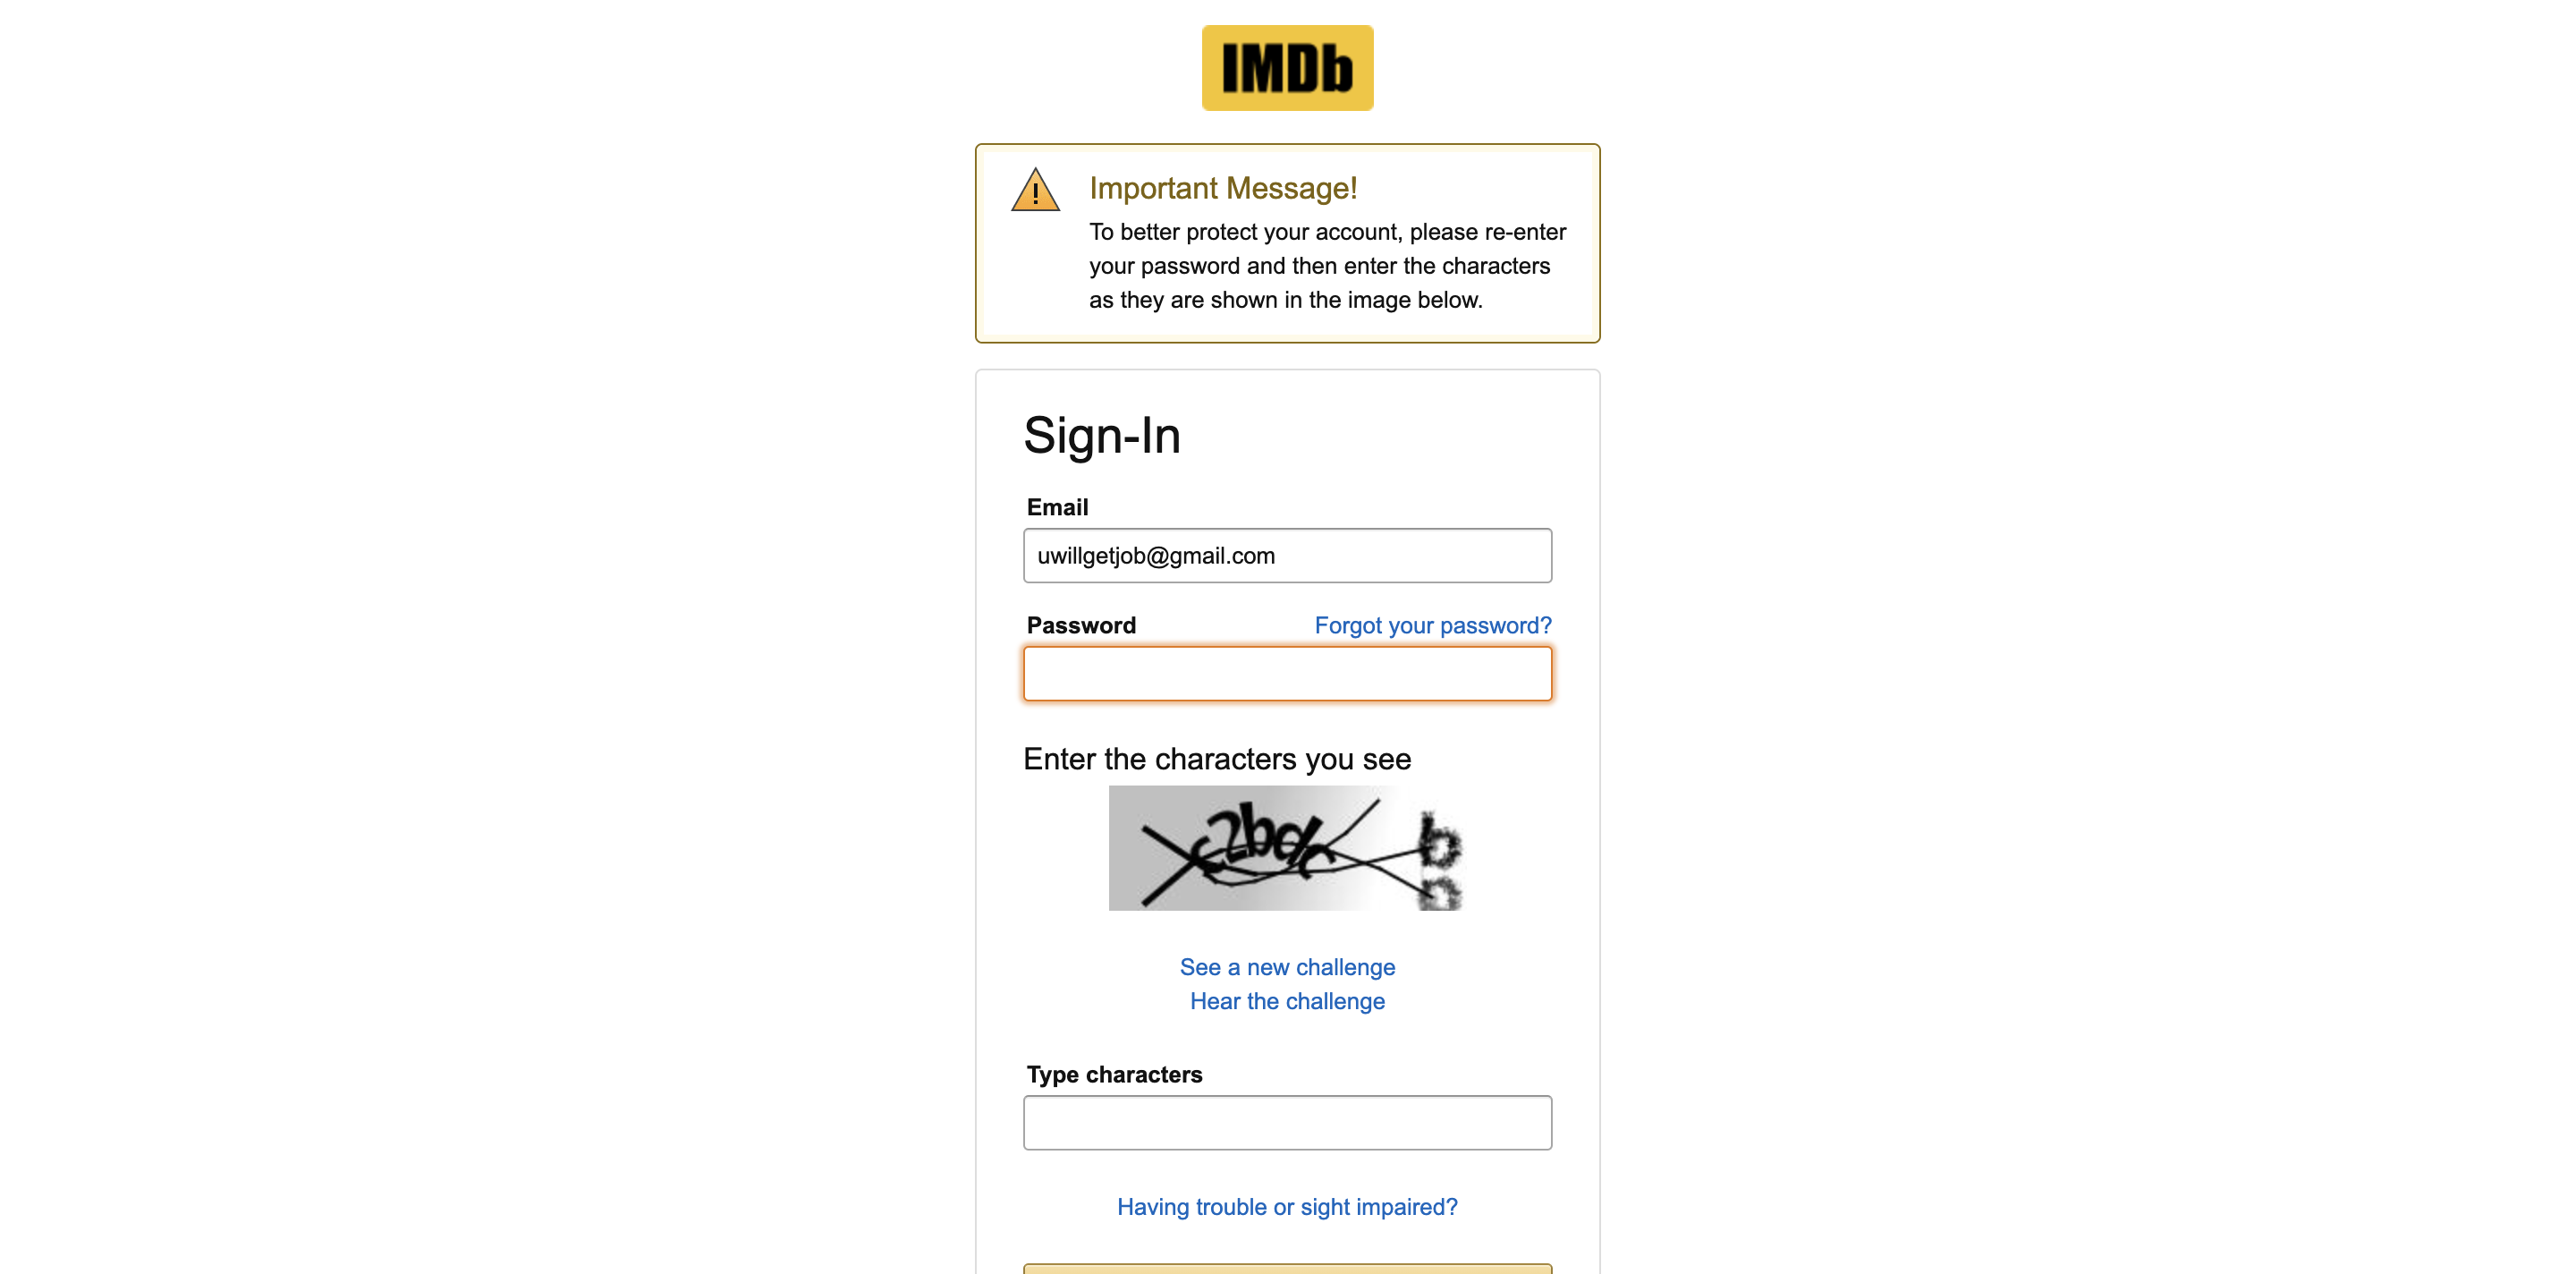 IMDb
Important Message!
To better protect your account, please re-enter
your password and then enter the characters
as they are shown in the image below.
Sign-In
Email
uwillgetjob@gmail.com
Password Forgot your password?
Enter the characters you see
See a new challenge
Hear the challenge
Type characters
Having trouble or sight impaired?